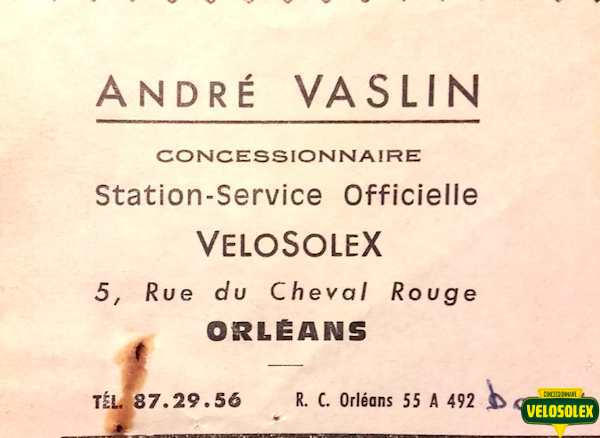 ANDRÉ VASLIN
CONCESSIONNAIRE
Station-Service Officielle
VELOSOLEX
5, Rue du Cheval Rouge
ORLÉANS
TÉL. 87.29.56 R. C. Orléans 55 A 492
CONCESSIONNAIRE
VELOSOLEX